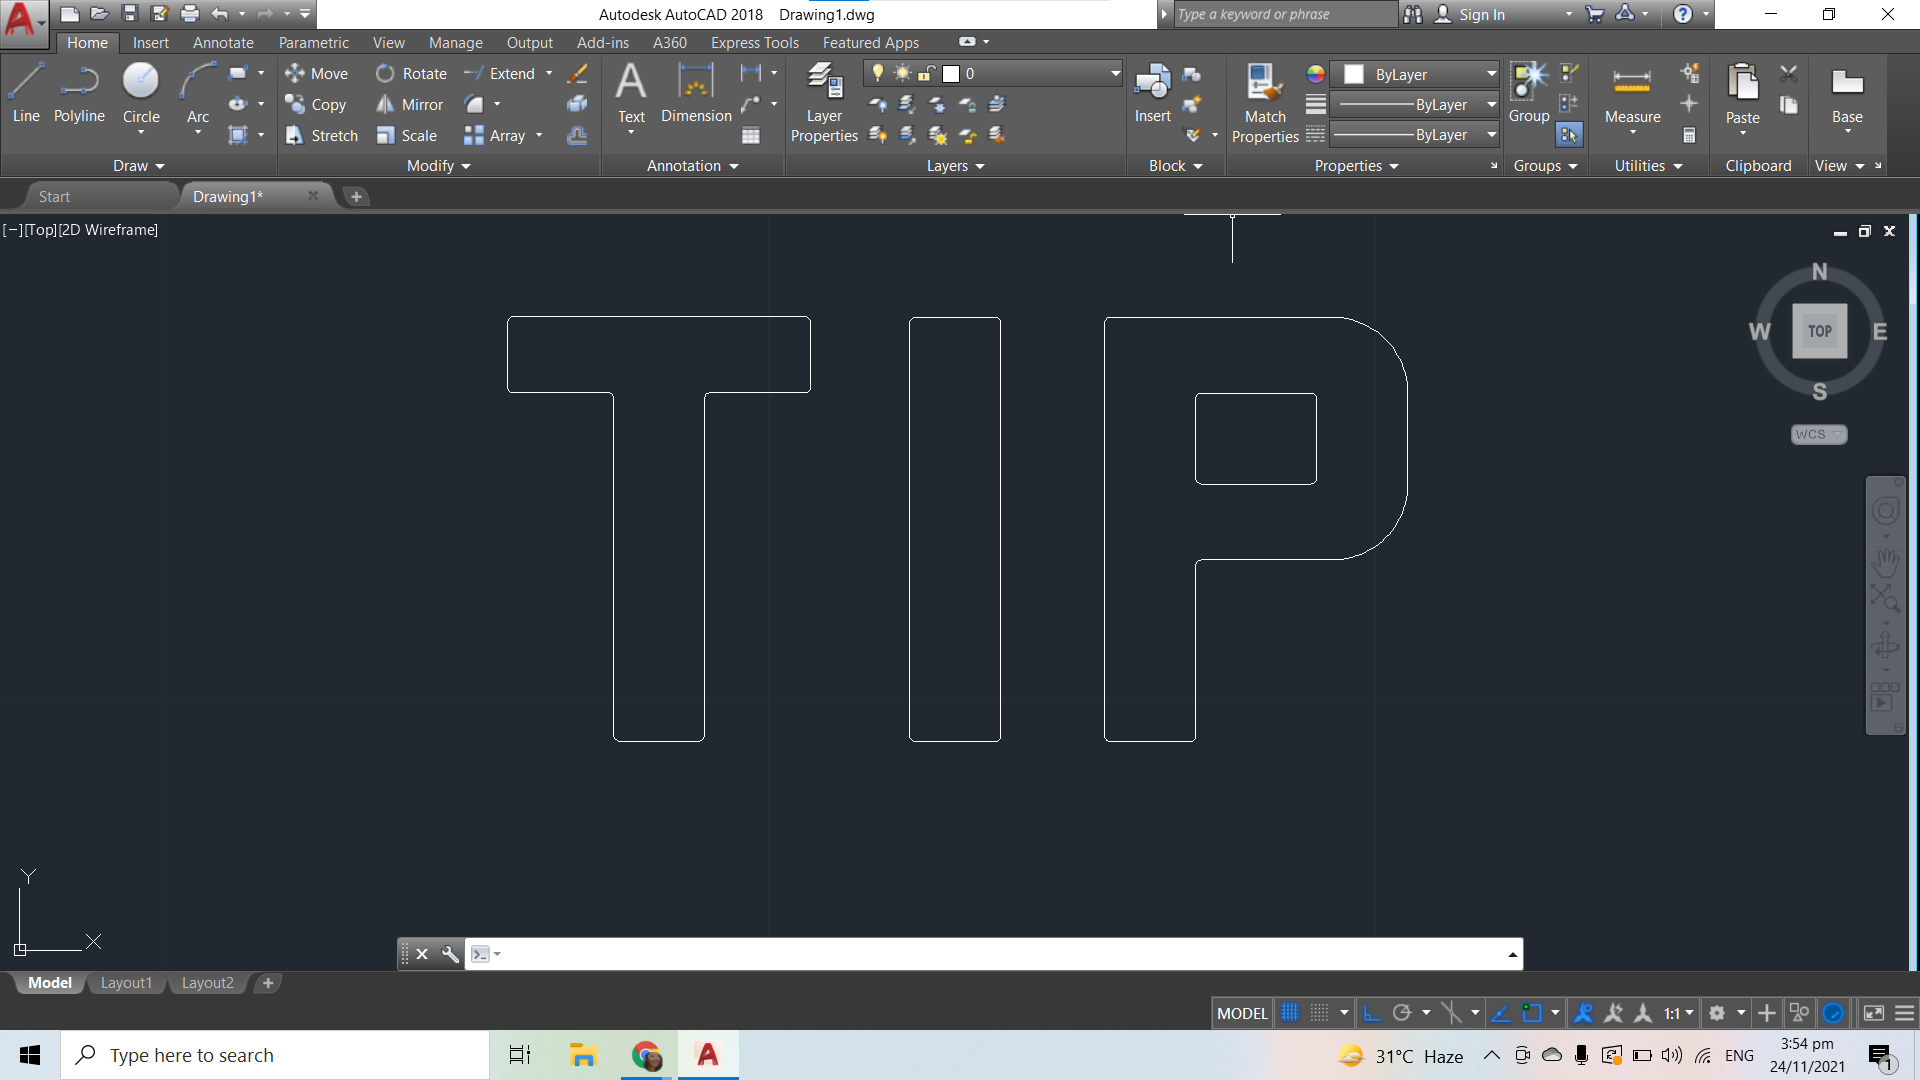 A
Autodesk AutoCAD 2018 Drawing1.dwg
Type a keyword or phrase
Sign In
Home Insert Annotate Parametric View Manage Output Add-ins A360 Express Tools Featured Apps
Line Polyline Circle Arc
Move Rotate Extend
Copy Mirror
Stretch Scale Array
Text Dimension
Layer Properties
0
Insert
Match Properties
ByLayer
ByLayer
ByLayer
Group
Measure
Paste
Base
Draw Modify Annotation Layers Block Properties Groups Utilities Clipboard View
Start Drawing1*
[−][Top][2D Wireframe]
N
W TOP E
S
WCS
TIP
Y
X
Model Layout1 Layout2
MODEL 1:1
Type here to search
31°C Haze ENG
3:54 pm
24/11/2021
1